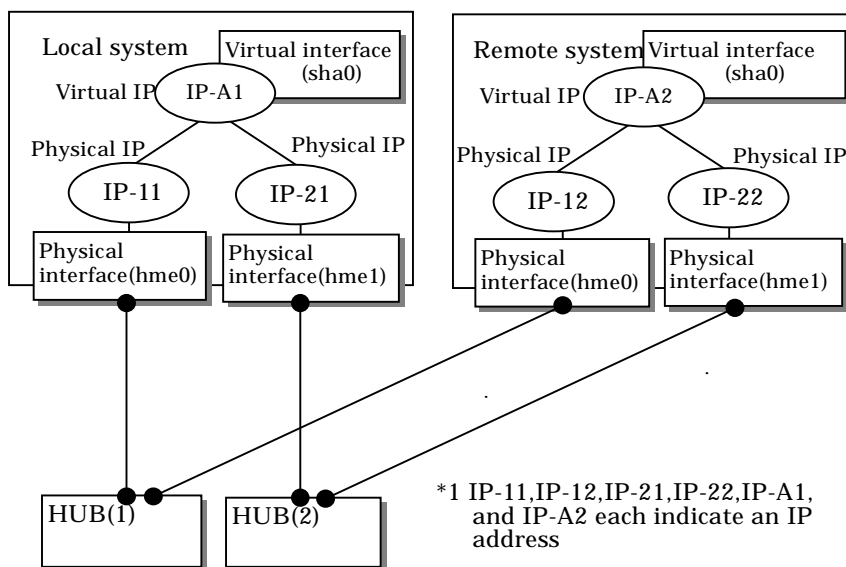 Local system
Virtual interface
(sha0)
Virtual IP
IP-A1
Physical IP
Physical IP
IP-11
IP-21
Physical
interface(hme0)
Physical
interface(hme1)
Remote system
Virtual interface
(sha0)
Virtual IP
IP-A2
Physical IP
Physical IP
IP-12
IP-22
Physical
interface(hme0)
Physical
interface(hme1)
HUB(1)
HUB(2)
*1 IP-11,IP-12,IP-21,IP-22,IP-A1,
and IP-A2 each indicate an IP
address